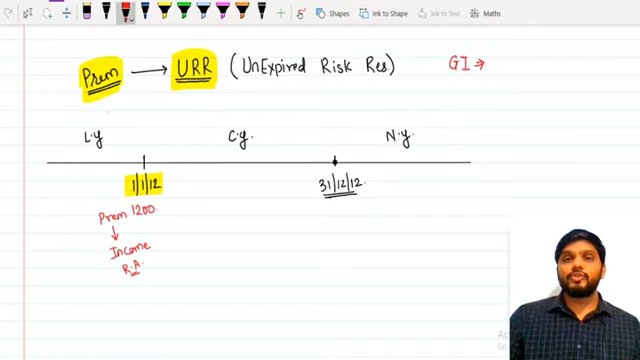 Shapes Ink to Shape Ink to Text Maths
Prem → URR (UnExpired Risk Res.) GI ⇒
L.y C.y. N.y.
1/1/12 31/12/12.
Prem 1200.
Income
R.A.